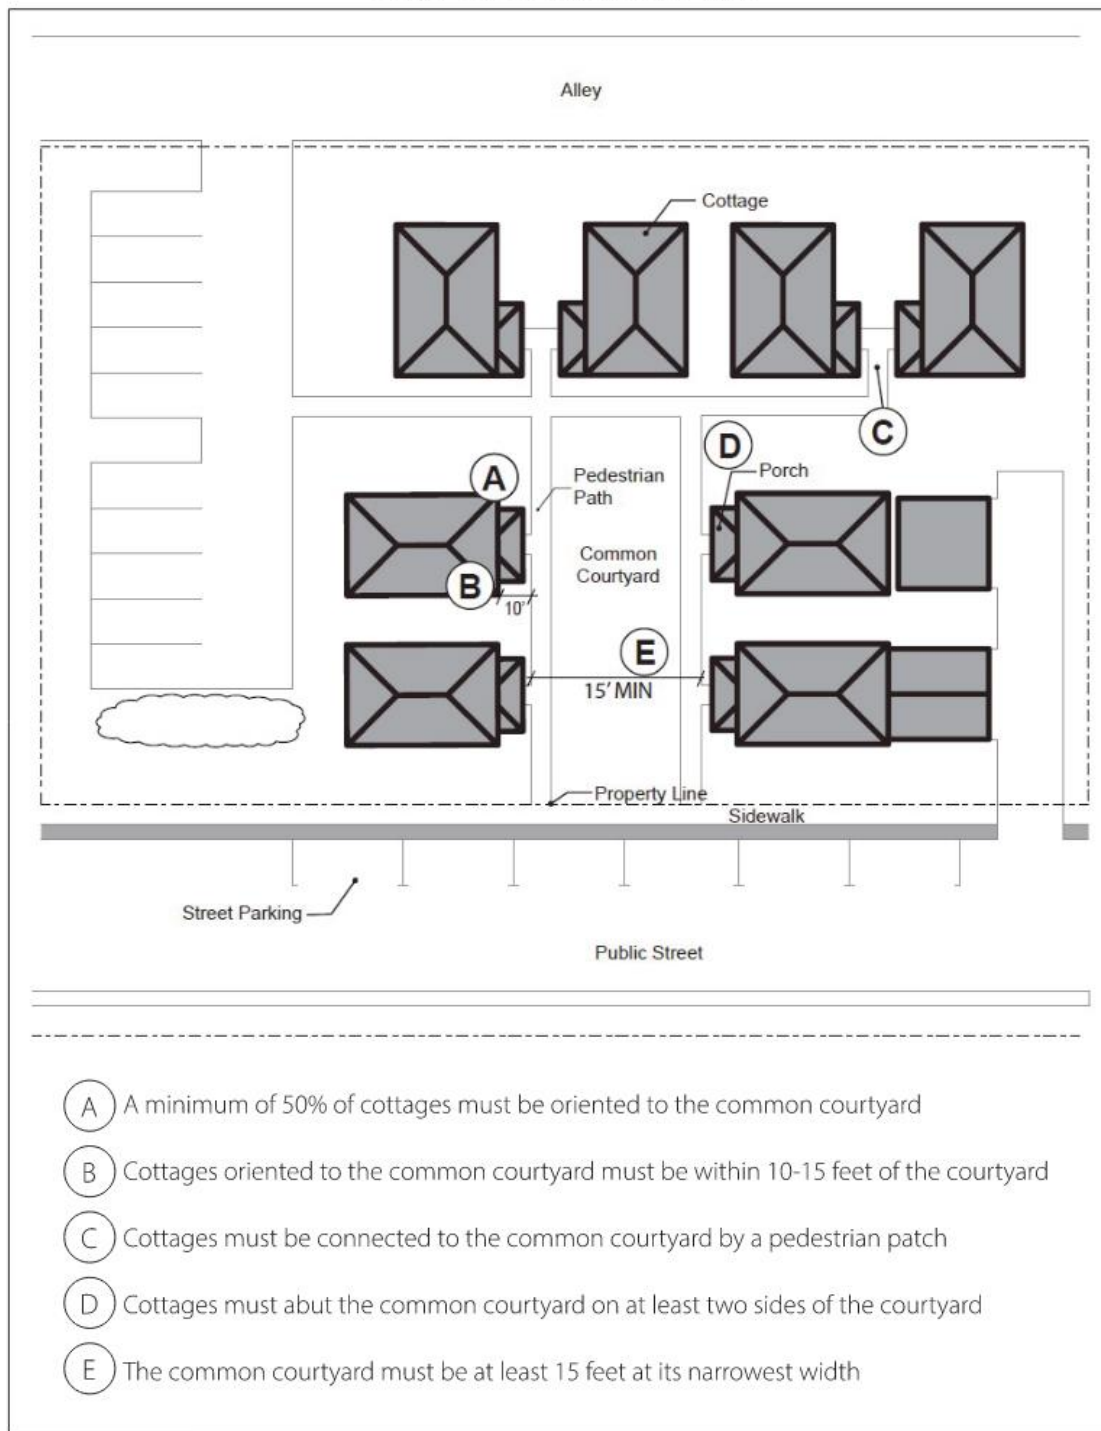 Alley
Cottage
C
D
Porch
A
Pedestrian
Path
Common
Courtyard
B
10'
E
15' MIN
Property Line
Sidewalk
Street Parking
Public Street
A A minimum of 50% of cottages must be oriented to the common courtyard
B Cottages oriented to the common courtyard must be within 10-15 feet of the courtyard
C Cottages must be connected to the common courtyard by a pedestrian patch
D Cottages must abut the common courtyard on at least two sides of the courtyard
E The common courtyard must be at least 15 feet at its narrowest width